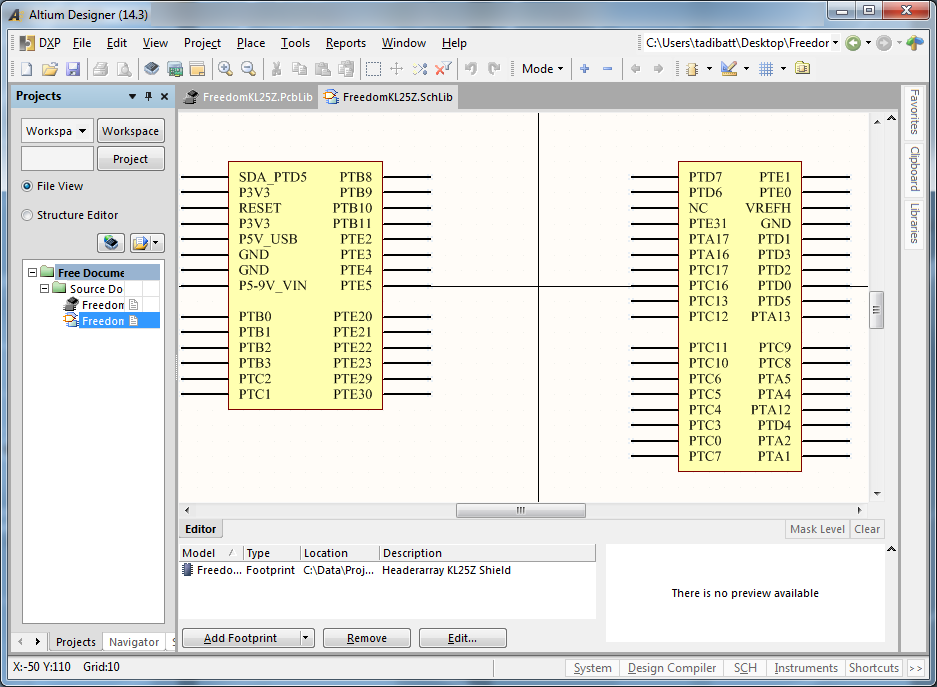 Altium Designer (14.3)
DXP File Edit View Project Place Tools Reports Window Help C:\Users\tadibatt\Desktop\Freedor
Mode
Projects
FreedomKL25Z.PcbLib FreedomKL25Z.SchLib
Workspa Workspace
Project
File View
Structure Editor
Free Docume
Source Do
Freedom
Freedom
SDA_PTD5 PTB8
P3V3 PTB9
RESET PTB10
P3V3 PTB11
P5V_USB PTE2
GND PTE3
GND PTE4
P5-9V_VIN PTE5
PTB0 PTE20
PTB1 PTE21
PTB2 PTE22
PTB3 PTE23
PTC2 PTE29
PTC1 PTE30
PTD7 PTE1
PTD6 PTE0
NC VREFH
PTE31 GND
PTA17 PTD1
PTA16 PTD3
PTC17 PTD2
PTC16 PTD0
PTC13 PTD5
PTC12 PTA13
PTC11 PTC9
PTC10 PTC8
PTC6 PTA5
PTC5 PTA4
PTC4 PTA12
PTC3 PTD4
PTC0 PTA2
PTC7 PTA1
Favorites
Clipboard
Libraries
Editor Mask Level Clear
Model / Type Location Description
Freedo... Footprint C:\Data\Proj... Headerarray KL25Z Shield
There is no preview available
Add Footprint Remove Edit...
Projects Navigator
X:-50 Y:110 Grid:10 System Design Compiler SCH Instruments Shortcuts >>